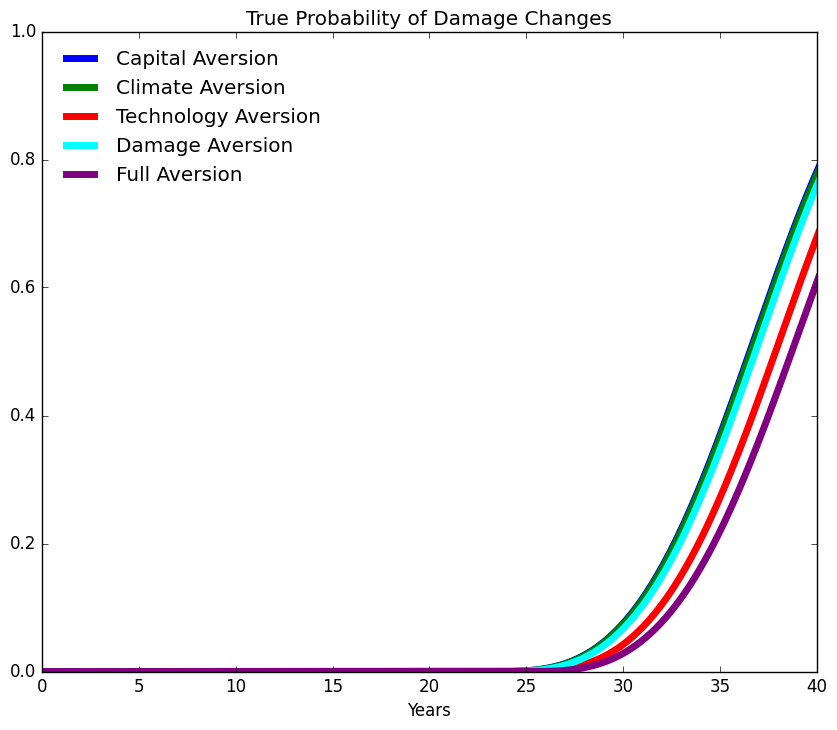 True Probability of Damage Changes
1.0
Capital Aversion
Climate Aversion
Technology Aversion
Damage Aversion
Full Aversion
0.8
0.6
0.4
0.2
0.0
0 5 10 15 20 25 30 35 40
Years